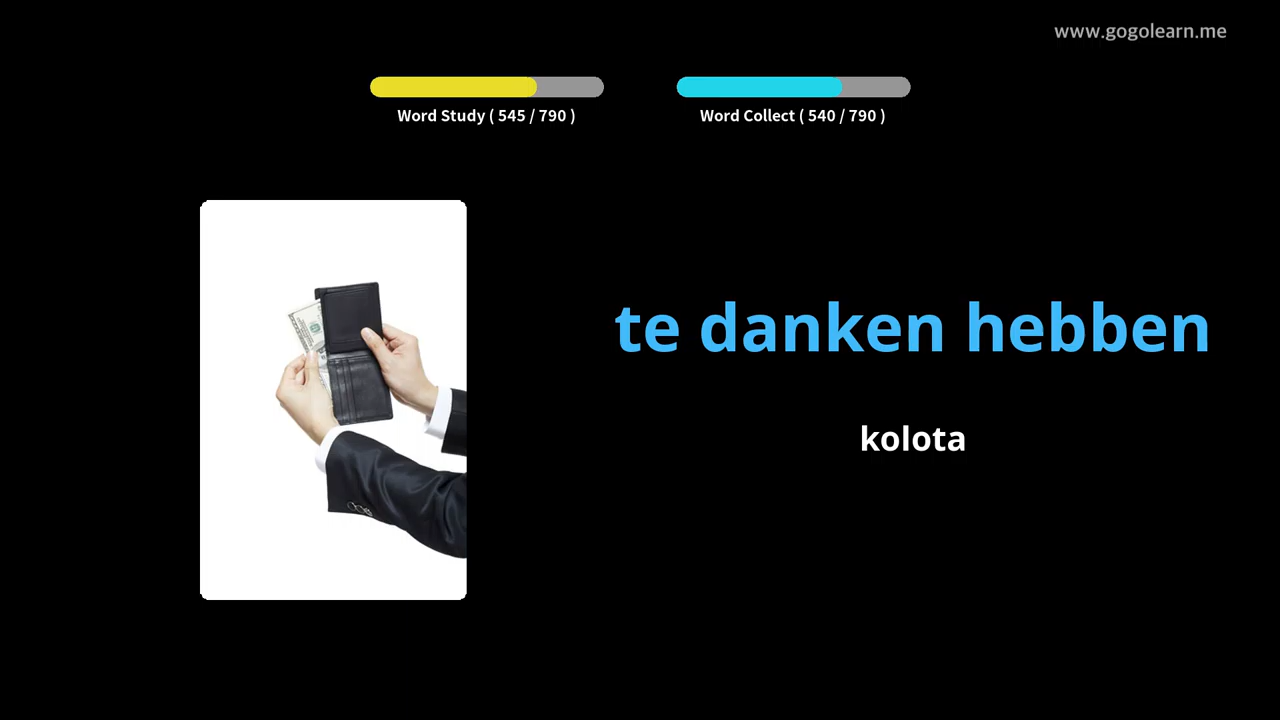 www.gogolearn.me
Word Study ( 545 / 790 )
Word Collect ( 540 / 790 )
te danken hebben
kolota